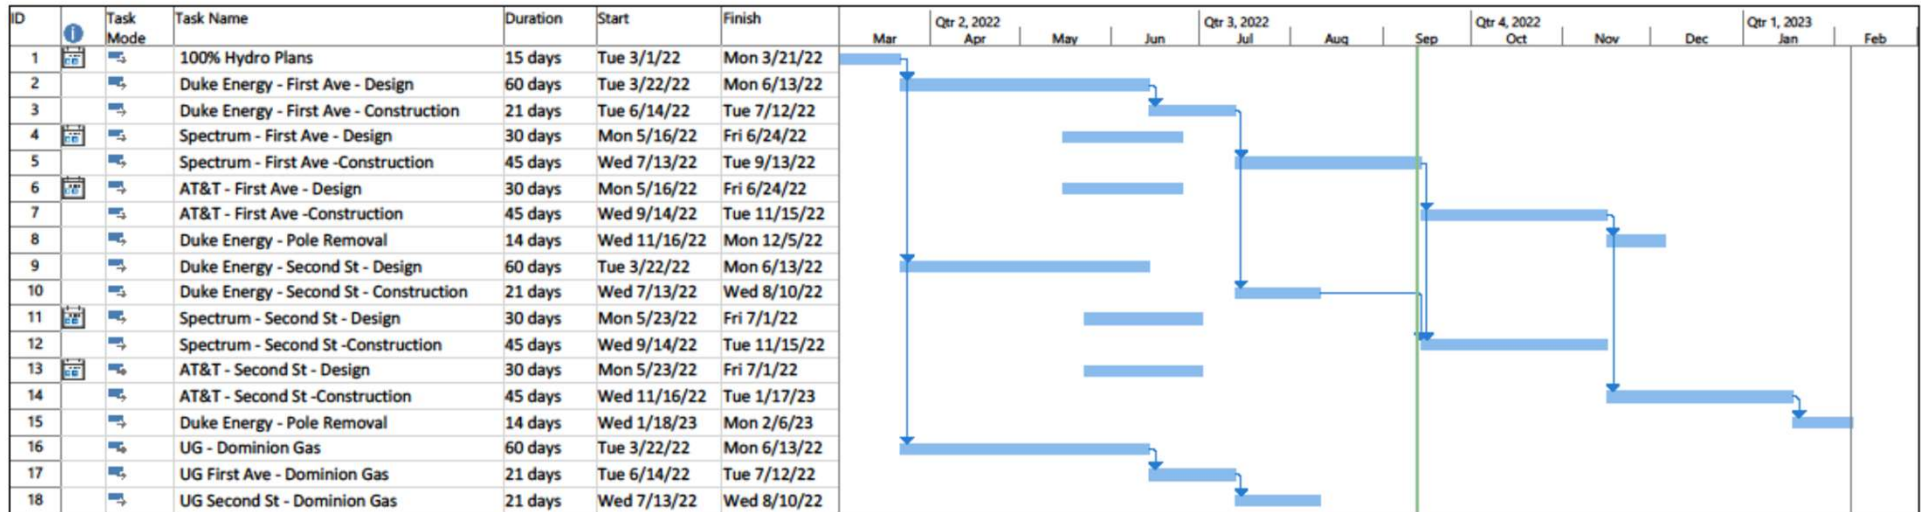 ID Task Mode Task Name Duration Start Finish Qtr 2, 2022 Qtr 3, 2022 Qtr 4, 2022 Qtr 1, 2023
Mar Apr May Jun Jul Aug Sep Oct Nov Dec Jan Feb
1 100% Hydro Plans 15 days Tue 3/1/22 Mon 3/21/22
2 Duke Energy - First Ave - Design 60 days Tue 3/22/22 Mon 6/13/22
3 Duke Energy - First Ave - Construction 21 days Tue 6/14/22 Tue 7/12/22
4 Spectrum - First Ave - Design 30 days Mon 5/16/22 Fri 6/24/22
5 Spectrum - First Ave -Construction 45 days Wed 7/13/22 Tue 9/13/22
6 AT&T - First Ave - Design 30 days Mon 5/16/22 Fri 6/24/22
7 AT&T - First Ave -Construction 45 days Wed 9/14/22 Tue 11/15/22
8 Duke Energy - Pole Removal 14 days Wed 11/16/22 Mon 12/5/22
9 Duke Energy - Second St - Design 60 days Tue 3/22/22 Mon 6/13/22
10 Duke Energy - Second St - Construction 21 days Wed 7/13/22 Wed 8/10/22
11 Spectrum - Second St - Design 30 days Mon 5/23/22 Fri 7/1/22
12 Spectrum - Second St -Construction 45 days Wed 9/14/22 Tue 11/15/22
13 AT&T - Second St - Design 30 days Mon 5/23/22 Fri 7/1/22
14 AT&T - Second St -Construction 45 days Wed 11/16/22 Tue 1/17/23
15 Duke Energy - Pole Removal 14 days Wed 1/18/23 Mon 2/6/23
16 UG - Dominion Gas 60 days Tue 3/22/22 Mon 6/13/22
17 UG First Ave - Dominion Gas 21 days Tue 6/14/22 Tue 7/12/22
18 UG Second St - Dominion Gas 21 days Wed 7/13/22 Wed 8/10/22